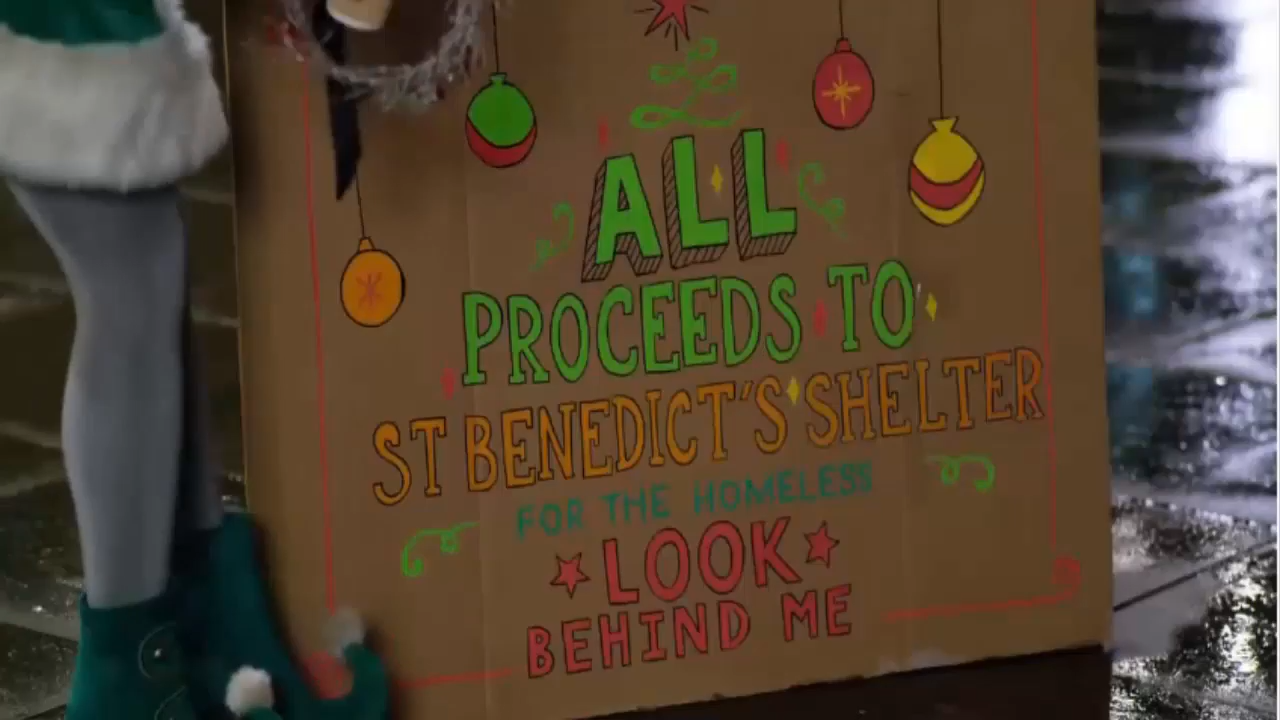 ALL
PROCEEDS TO
ST BENEDICT'S SHELTER
FOR THE HOMELESS
LOOK
BEHIND ME